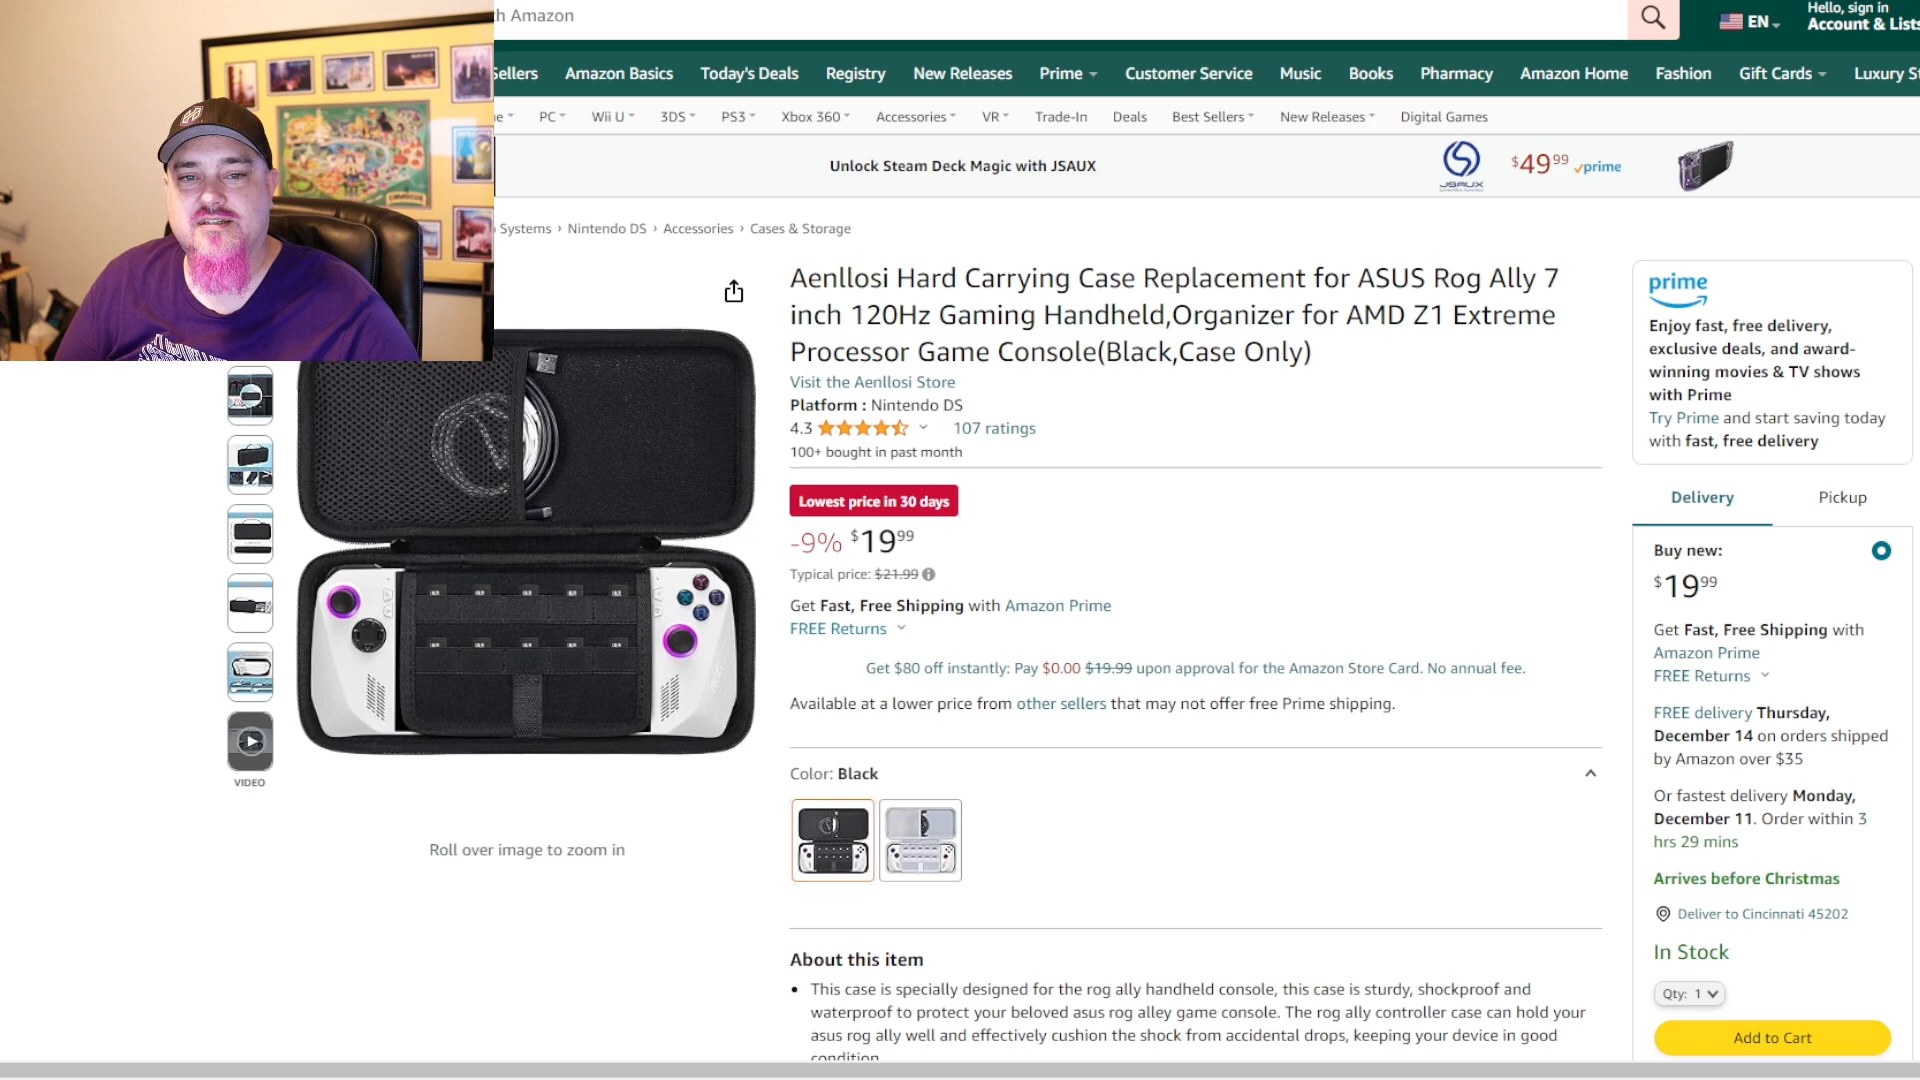 h Amazon
EN
Hello, sign in
Account & Lists
Sellers
Amazon Basics
Today's Deals
Registry
New Releases
Prime
Customer Service
Music
Books
Pharmacy
Amazon Home
Fashion
Gift Cards
Luxury St
e
PC
Wii U
3DS
PS3
Xbox 360
Accessories
VR
Trade-In
Deals
Best Sellers
New Releases
Digital Games
Unlock Steam Deck Magic with JSAUX
JSAUX
$49.99 prime
Systems › Nintendo DS › Accessories › Cases & Storage
Aenllosi Hard Carrying Case Replacement for ASUS Rog Ally 7
inch 120Hz Gaming Handheld,Organizer for AMD Z1 Extreme
Processor Game Console(Black,Case Only)
Visit the Aenllosi Store
Platform : Nintendo DS
4.3 107 ratings
100+ bought in past month
Lowest price in 30 days
-9% $19.99
Typical price: $21.99
Get Fast, Free Shipping with Amazon Prime
FREE Returns
Get $80 off instantly: Pay $0.00 $19.99 upon approval for the Amazon Store Card. No annual fee.
Available at a lower price from other sellers that may not offer free Prime shipping.
Color: Black
About this item
• This case is specially designed for the rog ally handheld console, this case is sturdy, shockproof and
waterproof to protect your beloved asus rog alley game console. The rog ally controller case can hold your
asus rog ally well and effectively cushion the shock from accidental drops, keeping your device in good
condition
VIDEO
Roll over image to zoom in
prime
Enjoy fast, free delivery,
exclusive deals, and award-
winning movies & TV shows
with Prime
Try Prime and start saving today
with fast, free delivery
Delivery
Pickup
Buy new:
$19.99
Get Fast, Free Shipping with
Amazon Prime
FREE Returns
FREE delivery Thursday,
December 14 on orders shipped
by Amazon over $35
Or fastest delivery Monday,
December 11. Order within 3
hrs 29 mins
Arrives before Christmas
Deliver to Cincinnati 45202
In Stock
Qty: 1
Add to Cart